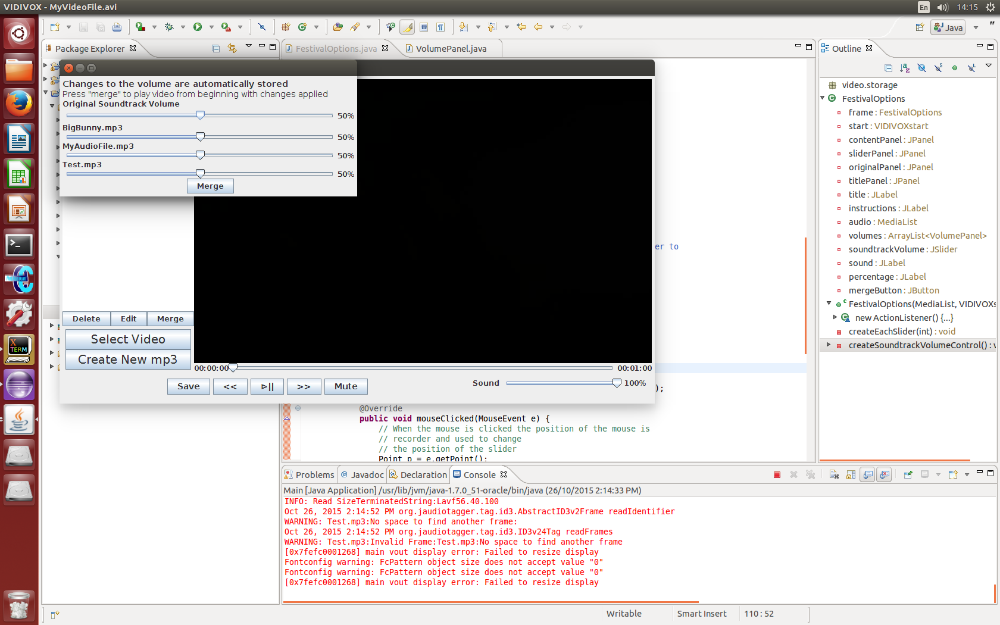 VIDIVOX - MyVideoFile.avi
En
14:15
Java
Package Explorer
FestivalOptions.java
VolumePanel.java
Outline
Changes to the volume are automatically stored
Press "merge" to play video from beginning with changes applied
Original Soundtrack Volume
50%
BigBunny.mp3
50%
MyAudioFile.mp3
50%
Test.mp3
50%
Merge
Delete
Edit
Merge
Select Video
Create New mp3
00:00:00
00:01:00
Save
<<
>>
Mute
Sound
100%
er to
);
@Override
public void mouseClicked(MouseEvent e) {
// When the mouse is clicked the position of the mouse is
// recorder and used to change
// the position of the slider
Point p = e.getPoint();
video.storage
FestivalOptions
frame : FestivalOptions
start : VIDIVOXstart
contentPanel : JPanel
sliderPanel : JPanel
originalPanel : JPanel
titlePanel : JPanel
title : JLabel
instructions : JLabel
audio : MediaList
volumes : ArrayList<VolumePanel>
soundtrackVolume : JSlider
sound : JLabel
percentage : JLabel
mergeButton : JButton
FestivalOptions(MediaList, VIDIVOXs
new ActionListener() {...}
createEachSlider(int) : void
createSoundtrackVolumeControl() : v
Problems
@ Javadoc
Declaration
Console
Main [Java Application] /usr/lib/jvm/java-1.7.0_51-oracle/bin/java (26/10/2015 2:14:33 PM)
INFO: Read SizeTerminatedString:Lavf56.40.100
Oct 26, 2015 2:14:52 PM org.jaudiotagger.tag.id3.AbstractID3v2Frame readIdentifier
WARNING: Test.mp3:No space to find another frame:
Oct 26, 2015 2:14:52 PM org.jaudiotagger.tag.id3.ID3v24Tag readFrames
WARNING: Test.mp3:Invalid Frame:Test.mp3:No space to find another frame
[0x7fefc0001268] main vout display error: Failed to resize display
Fontconfig warning: FcPattern object size does not accept value "0"
Fontconfig warning: FcPattern object size does not accept value "0"
[0x7fefc0001268] main vout display error: Failed to resize display
Writable
Smart Insert
110 : 52